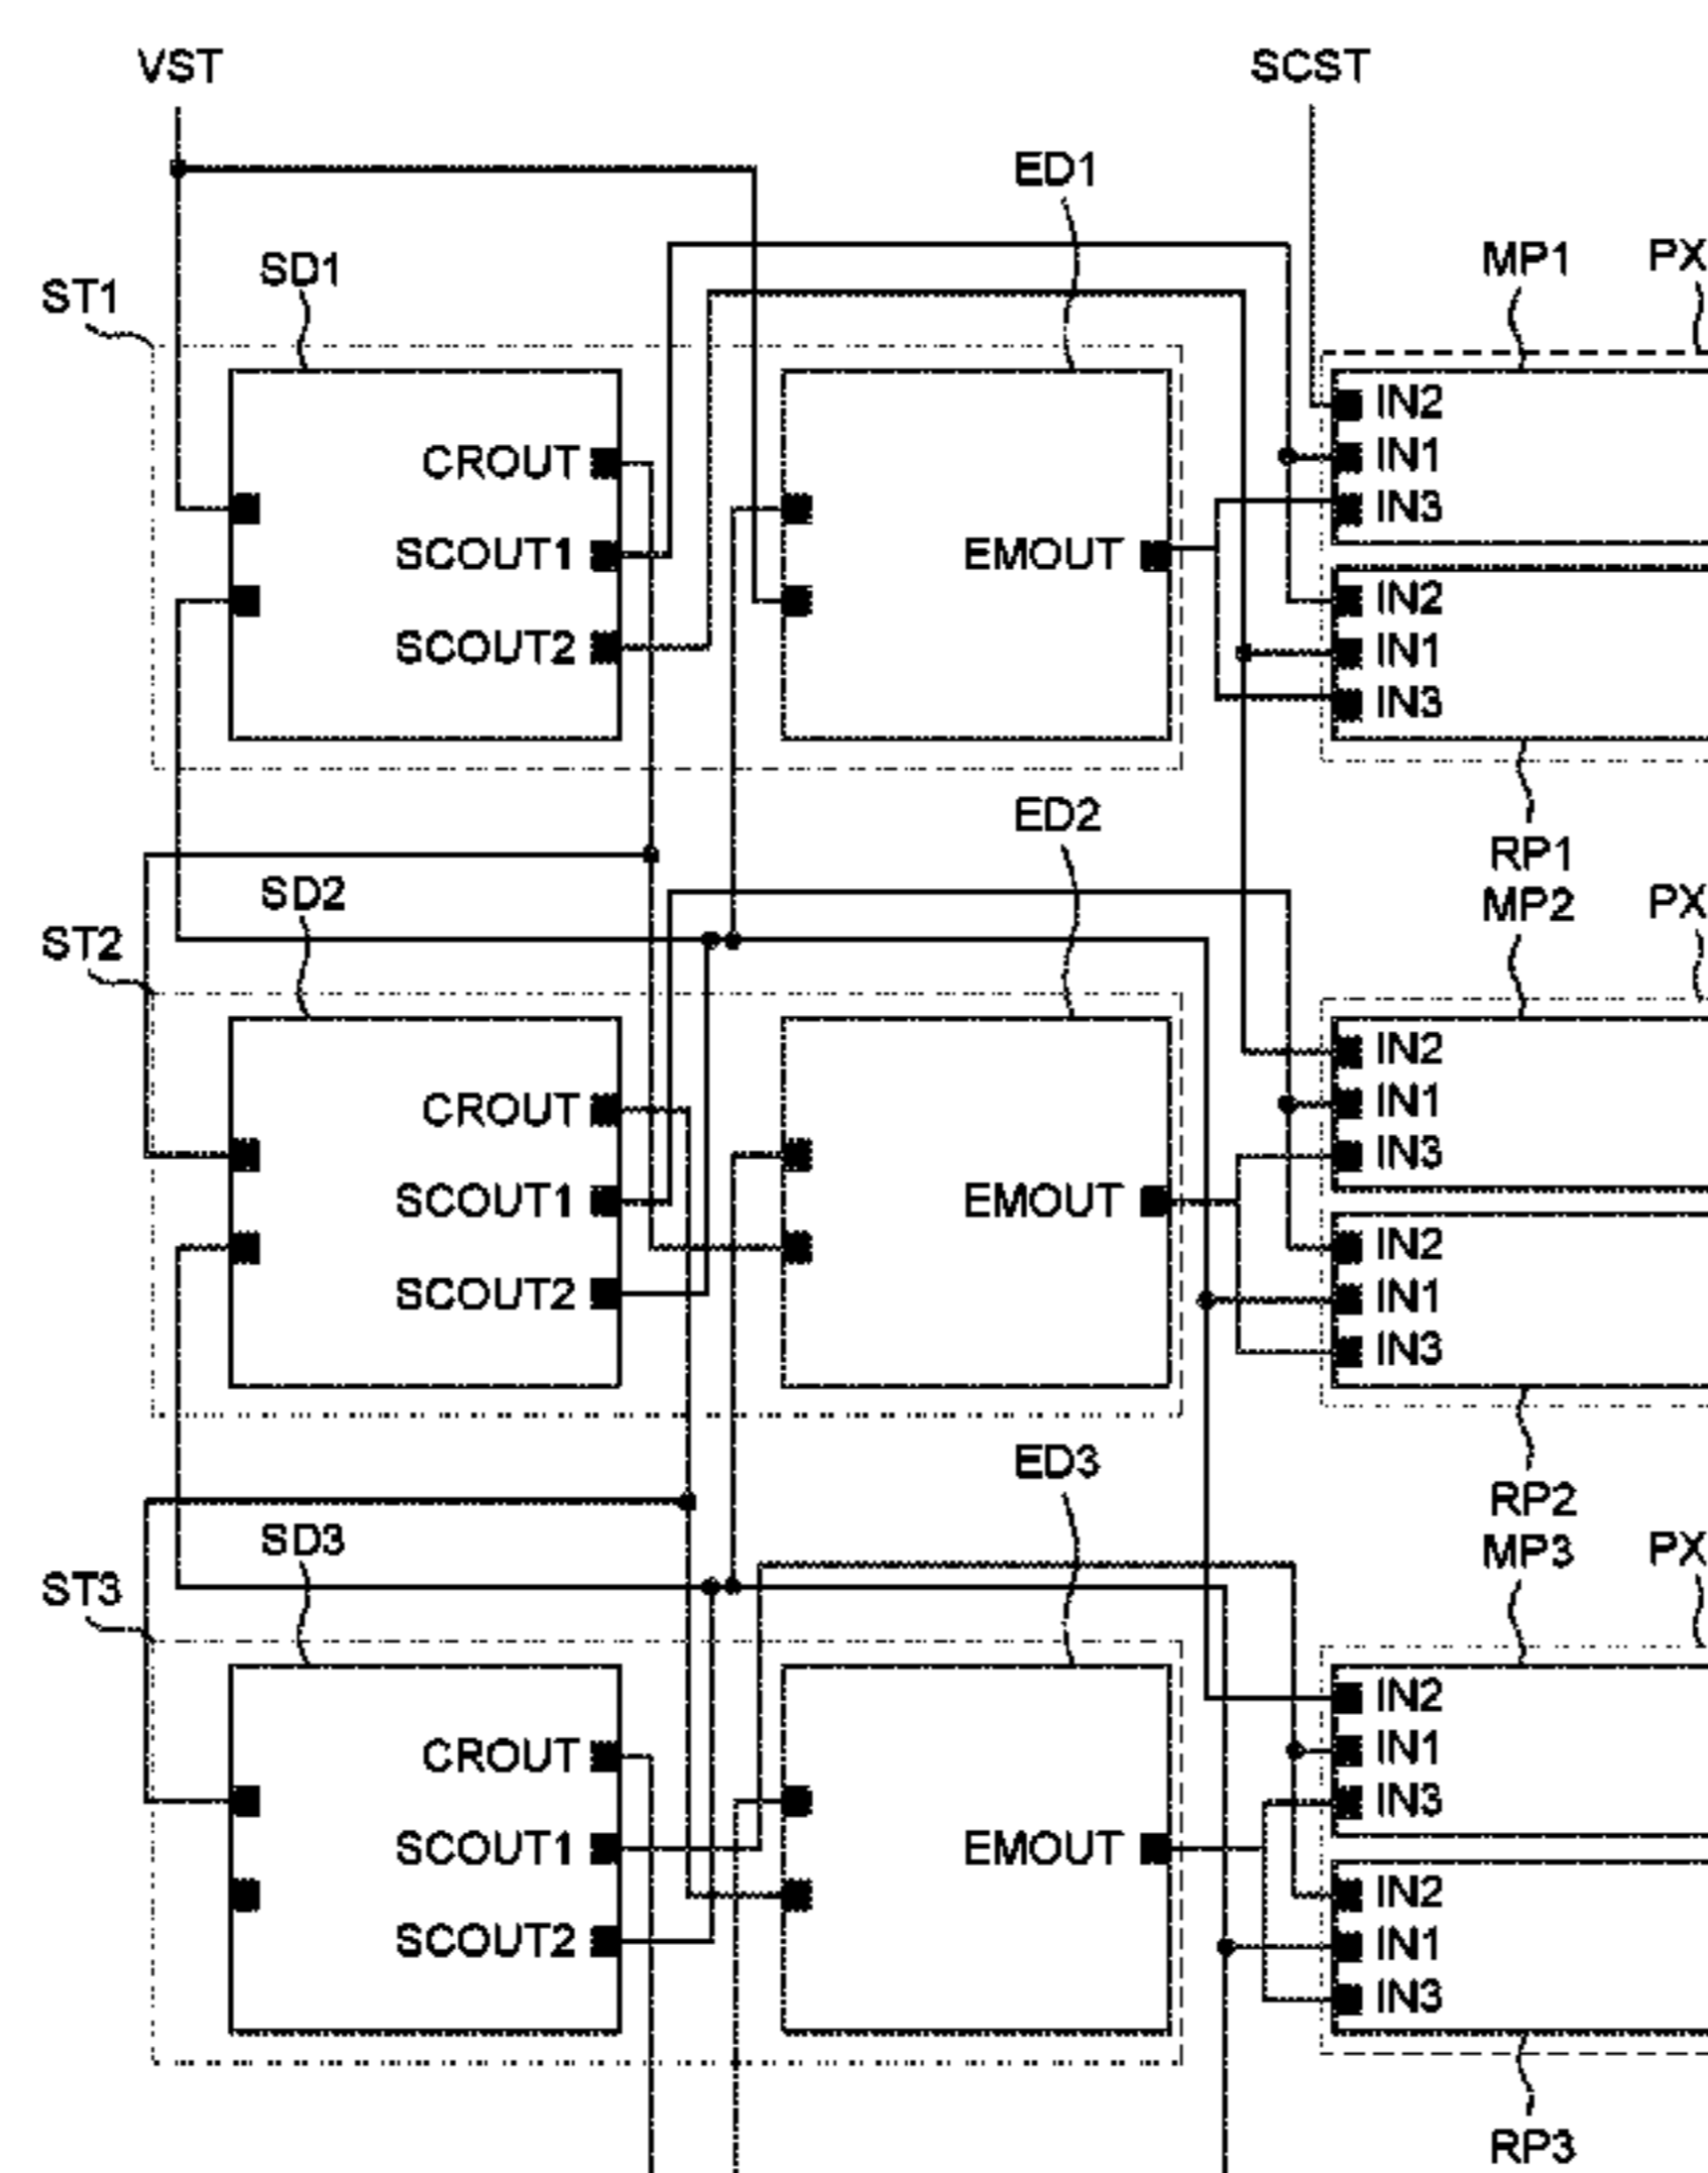 VST SCST
ED1
SD1 MP1 PX
ST1
IN2
CROUT IN1
IN3
SCOUT1 EMOUT
IN2
SCOUT2 IN1
IN3
ED2
RP1
SD2 MP2 PX
ST2
IN2
CROUT IN1
IN3
SCOUT1 EMOUT
IN2
SCOUT2 IN1
IN3
ED3
RP2
SD3 MP3 PX
ST3
IN2
CROUT IN1
IN3
SCOUT1 EMOUT
IN2
SCOUT2 IN1
IN3
RP3